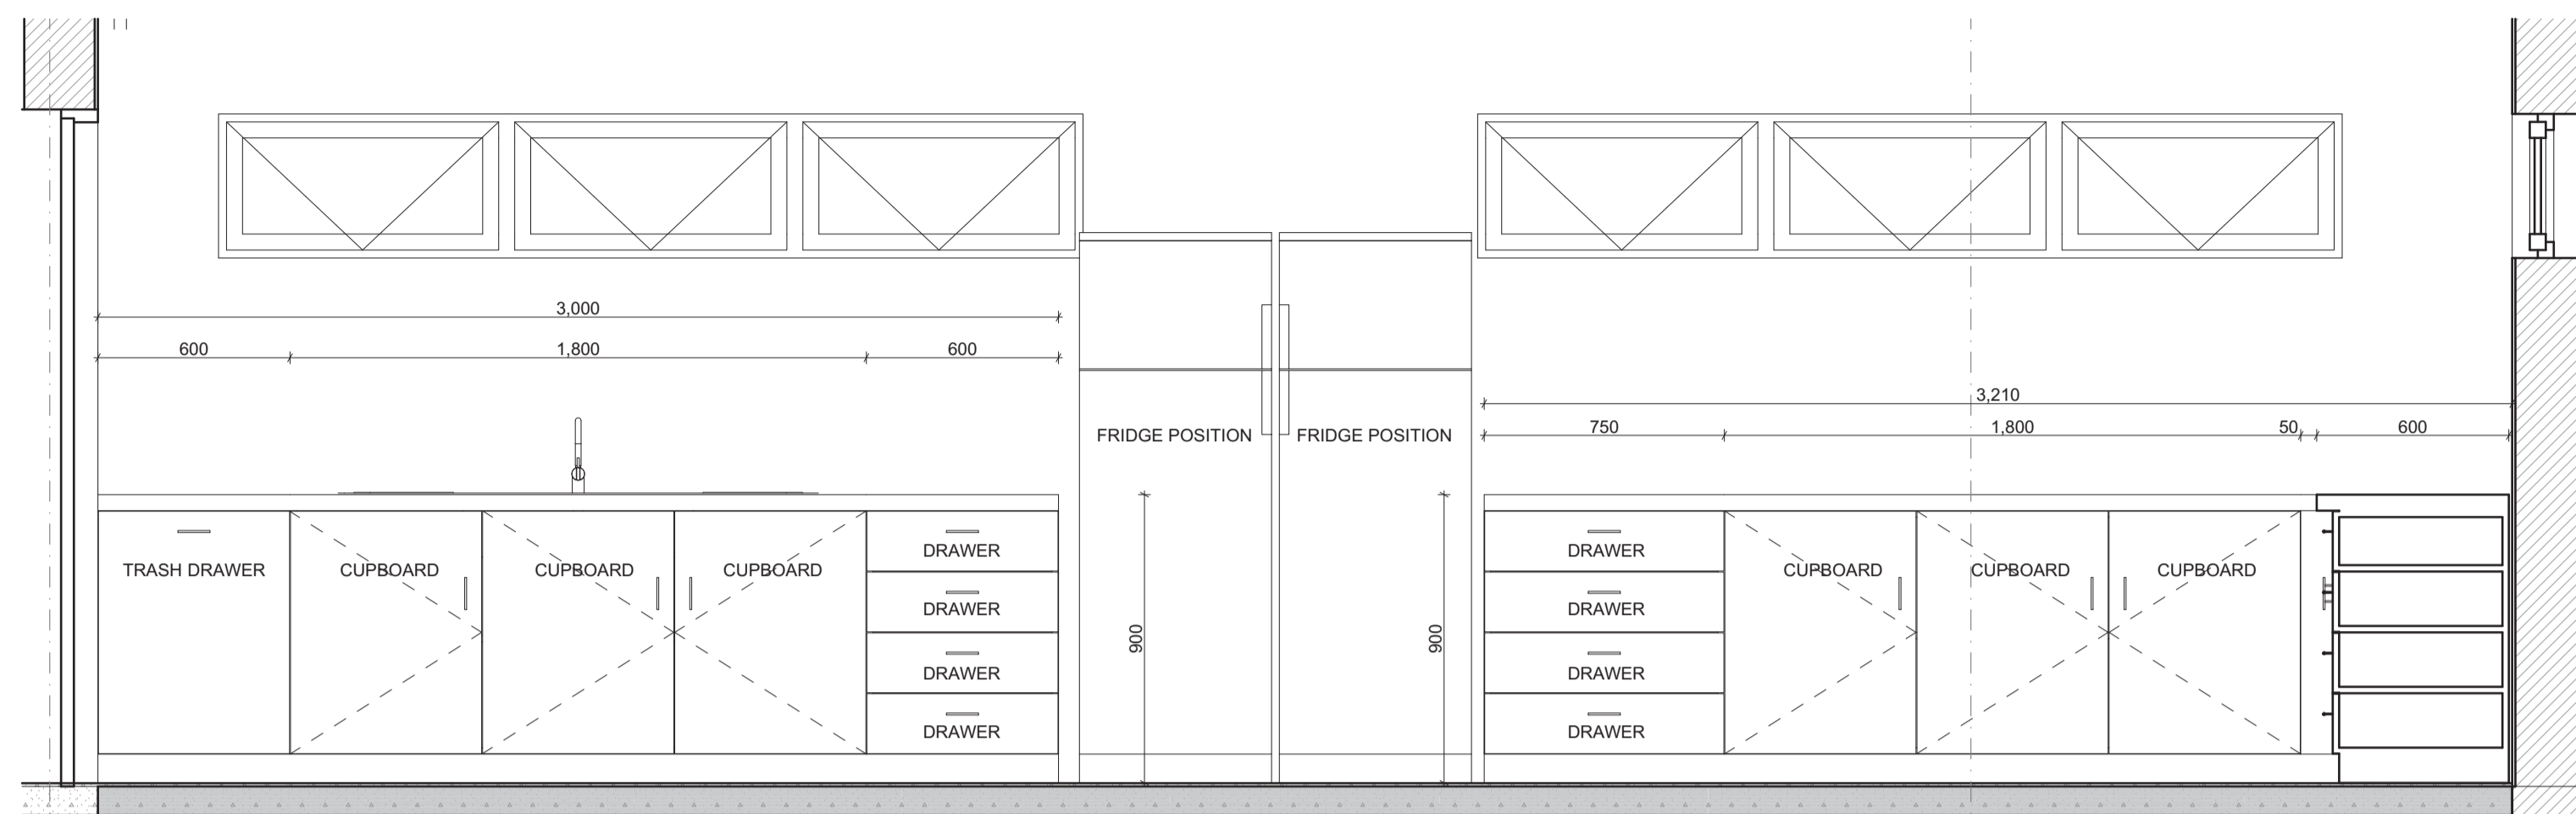 3,000
600 1,800 600
3,210
750 1,800 50 600
FRIDGE POSITION FRIDGE POSITION
900 900
TRASH DRAWER CUPBOARD CUPBOARD CUPBOARD
DRAWER
DRAWER
DRAWER
DRAWER
DRAWER
DRAWER
DRAWER
DRAWER
CUPBOARD CUPBOARD CUPBOARD